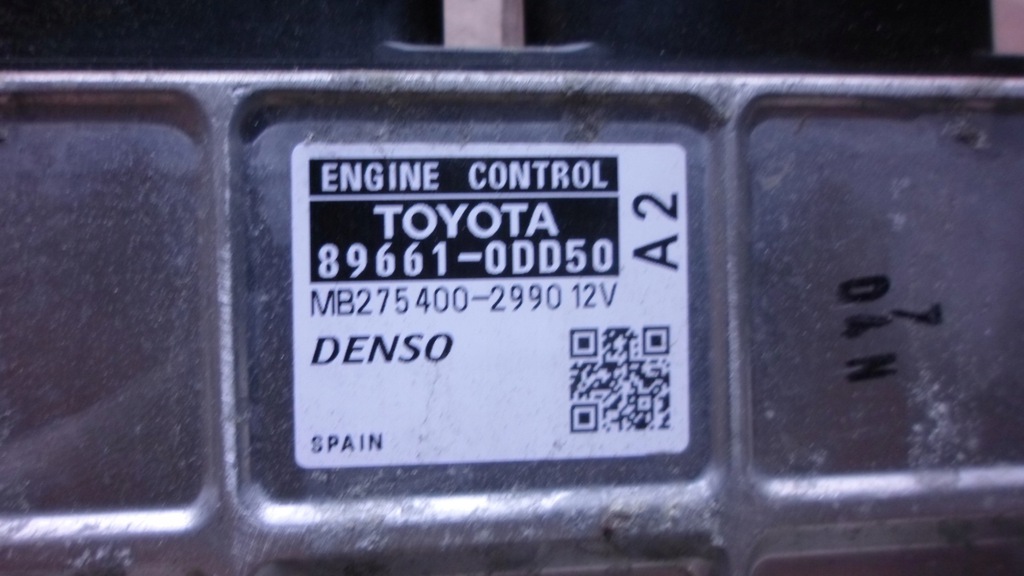 ENGINE CONTROL
TOYOTA
89661-0DD50
A2
MB275400-2990 12V
DENSO
SPAIN